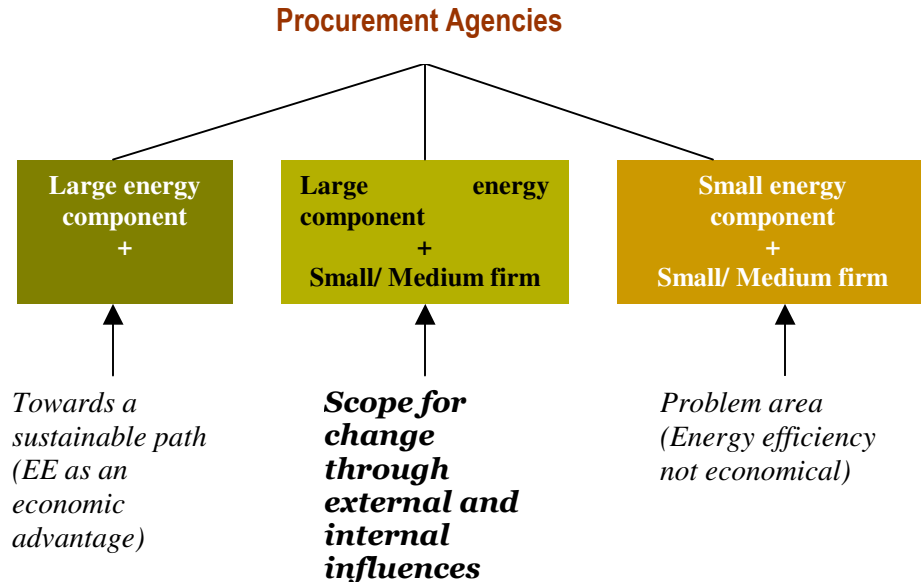 Procurement Agencies
Large energy
component
+
Large energy
component
+
Small/ Medium firm
Small energy
component
+
Small/ Medium firm
Towards a
sustainable path
(EE as an
economic
advantage)
Scope for
change
through
external and
internal
influences
Problem area
(Energy efficiency
not economical)